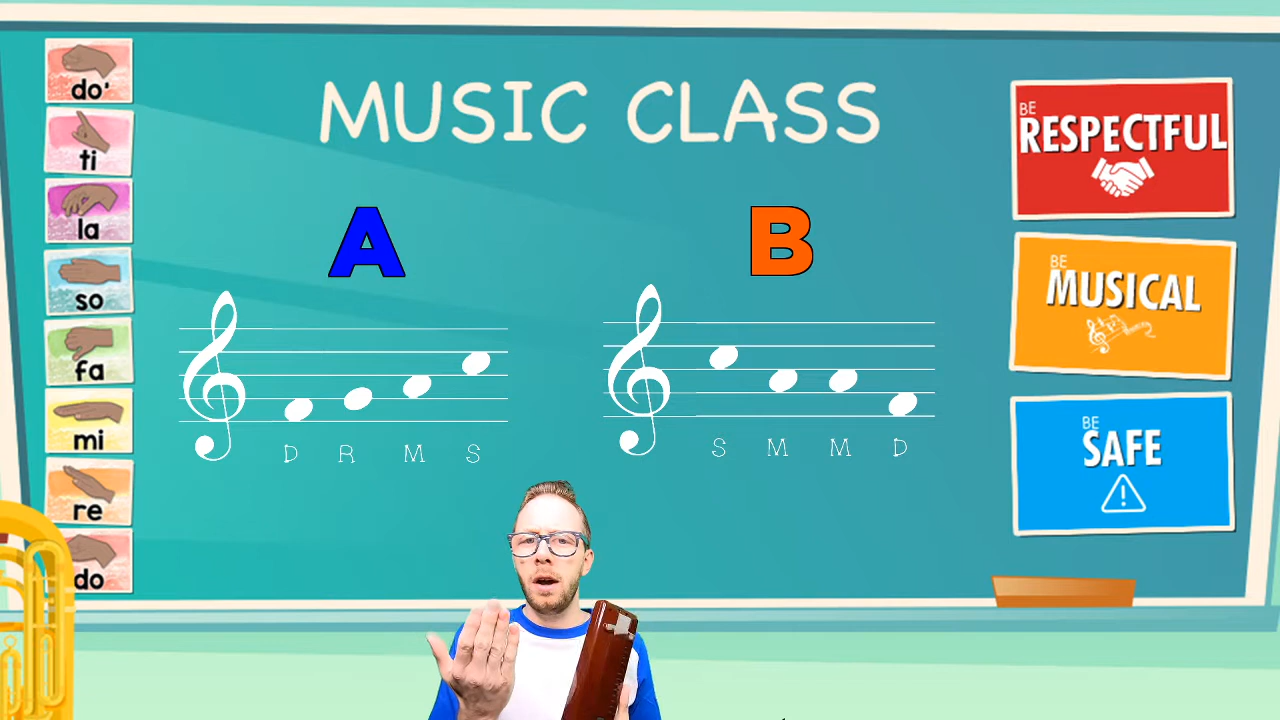 MUSIC CLASS
A
D R M S
B
S M M D
do'
ti
la
so
fa
mi
re
do
BE
RESPECTFUL
BE
MUSICAL
BE
SAFE